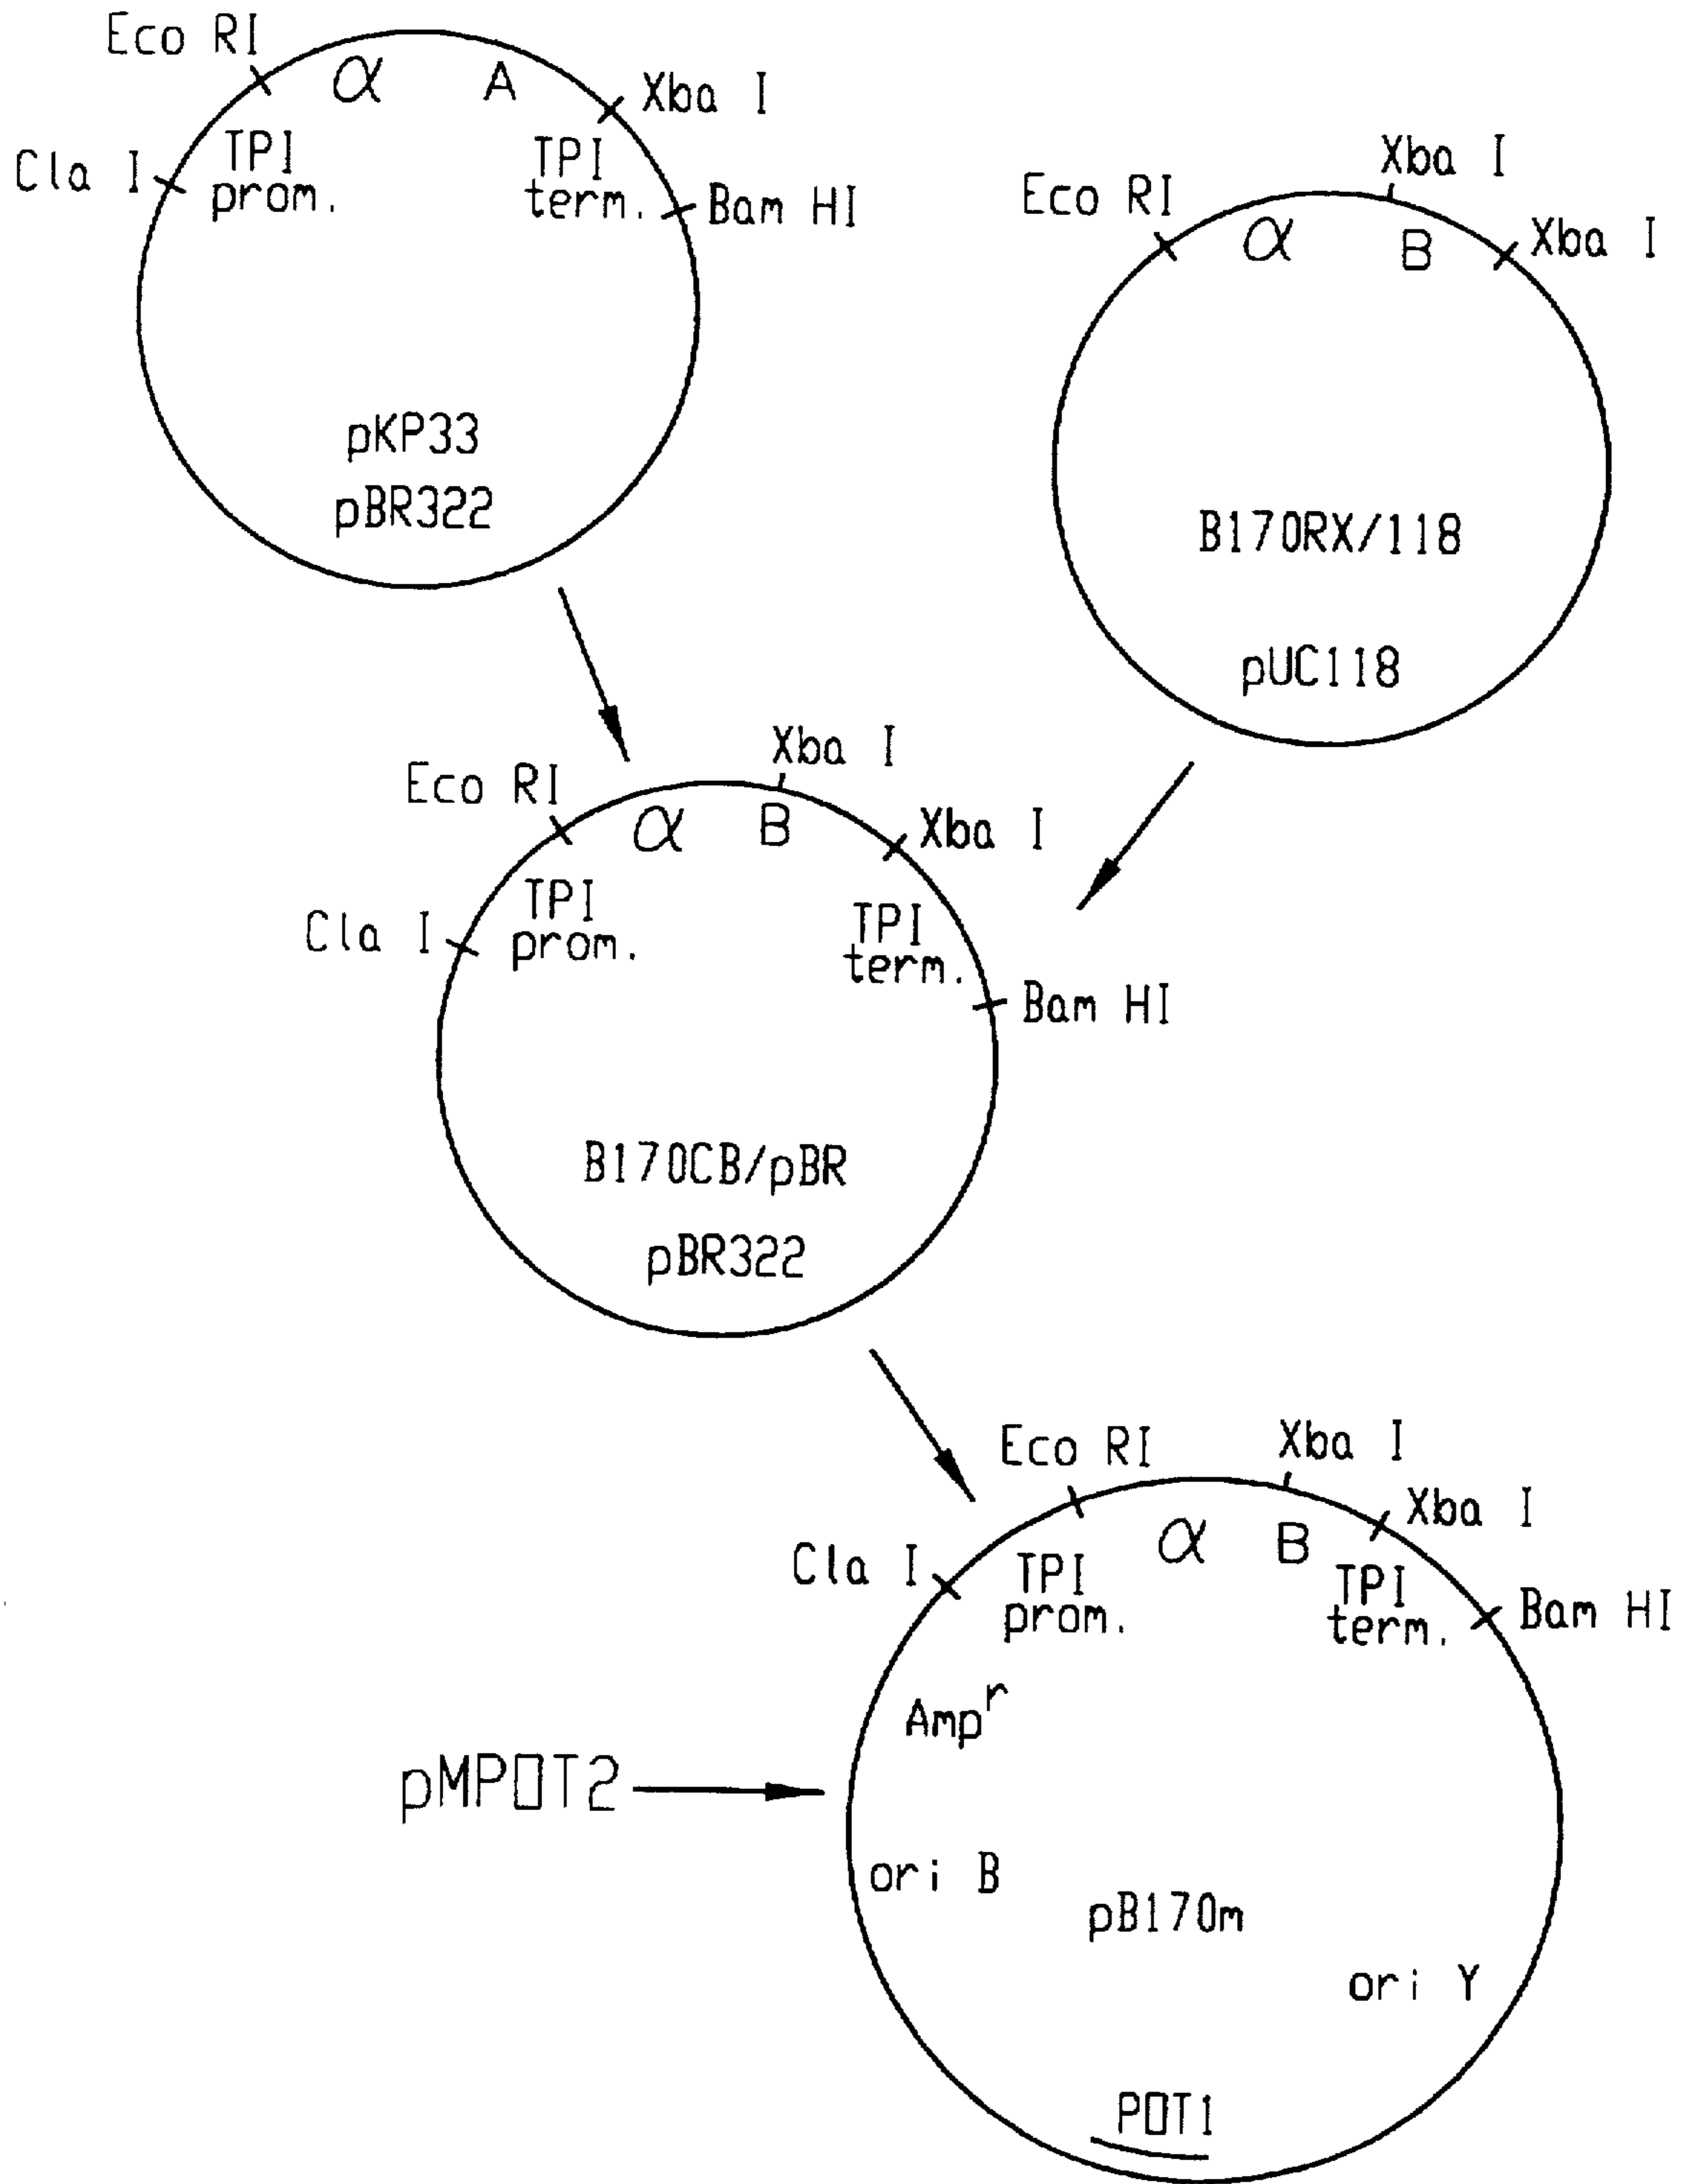 Eco RI
α A
Xba I
Cla I
TPI
prom.
TPI
term.
Bam HI
pKP33
pBR322
Xba I
Eco RI
α B
Xba I
B170RX/118
pUC118
Xba I
Eco RI
α B
Xba I
Cla I
TPI
prom.
TPI
term.
Bam HI
B170CB/pBR
pBR322
Eco RI
Xba I
Xba I
α B
Cla I
TPI
prom.
TPI
term.
Bam HI
Ampʳ
pMPOT2
ori B
pB170m
ori Y
POT1